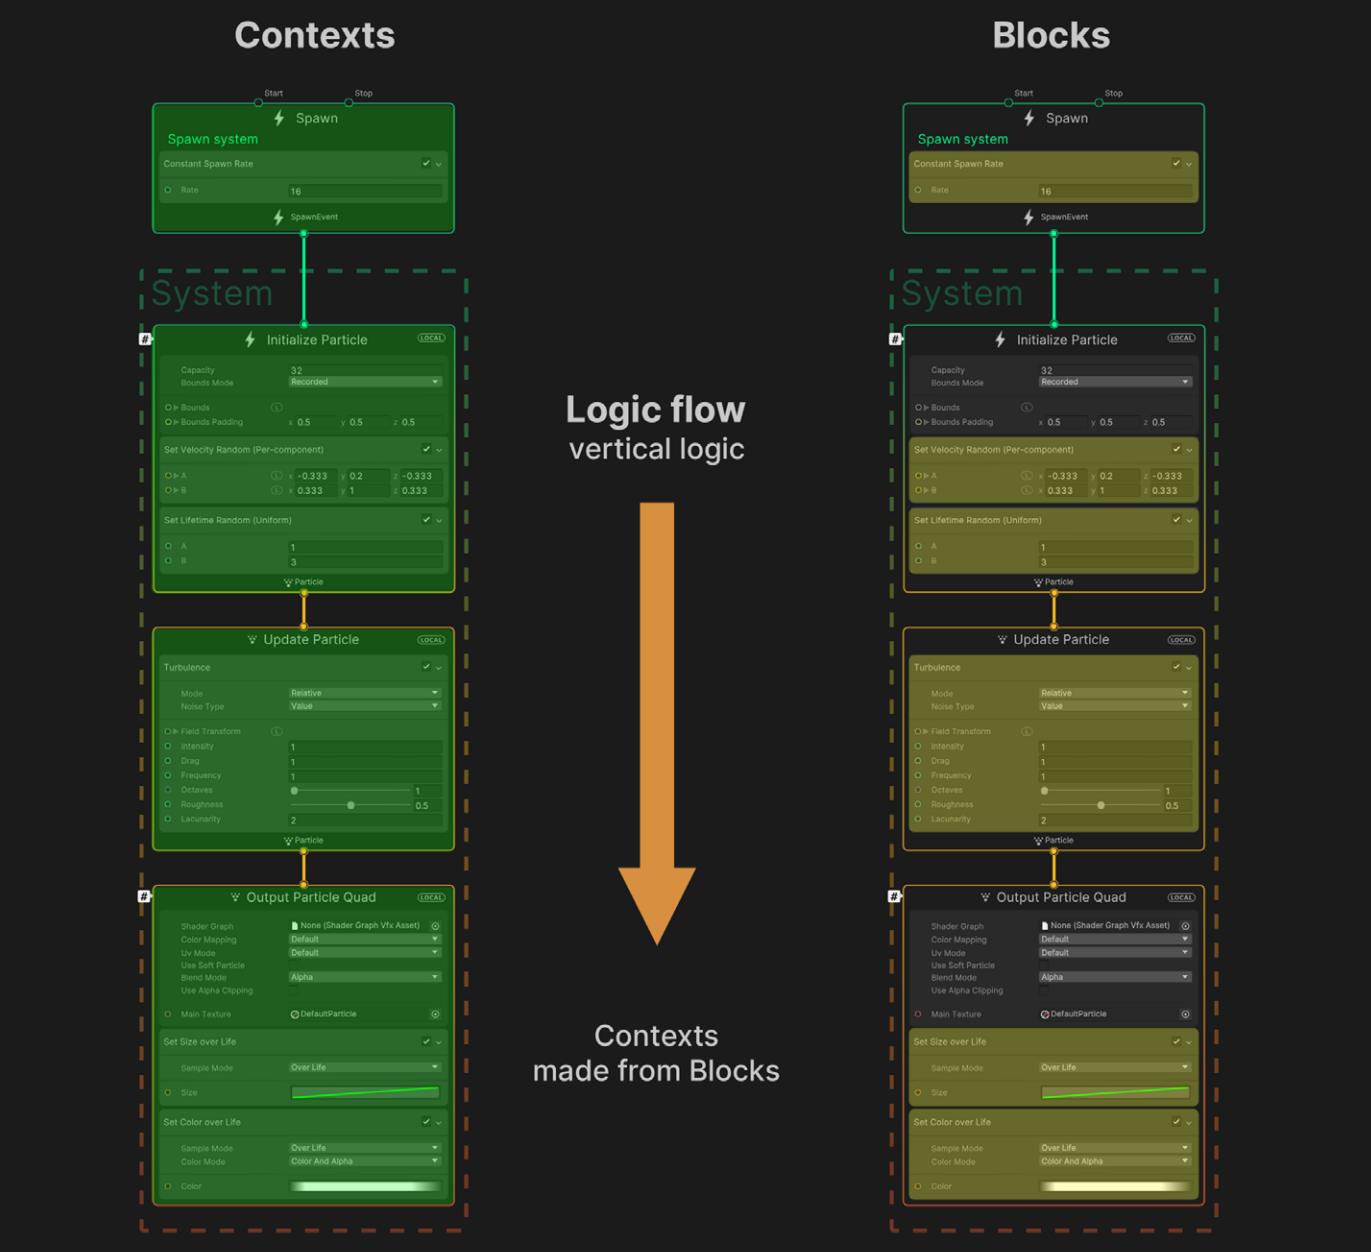 Contexts
Start Stop
Spawn
Spawn system
Constant Spawn Rate
Rate 16
SpawnEvent
System
# Initialize Particle LOCAL
Capacity 32
Bounds Mode Recorded
Bounds L
Bounds Padding x 0.5 y 0.5 z 0.5
Set Velocity Random (Per-component)
A L x -0.333 y 0.2 z -0.333
B L x 0.333 y 1 z 0.333
Set Lifetime Random (Uniform)
A 1
B 3
Particle
Update Particle LOCAL
Turbulence
Mode Relative
Noise Type Value
Field Transform L
Intensity 1
Drag 1
Frequency 1
Octaves 1
Roughness 0.5
Lacunarity 2
Particle
# Output Particle Quad LOCAL
Shader Graph None (Shader Graph Vfx Asset)
Color Mapping Default
Uv Mode Default
Use Soft Particle
Blend Mode Alpha
Use Alpha Clipping
Main Texture DefaultParticle
Set Size over Life
Sample Mode Over Life
Size
Set Color over Life
Sample Mode Over Life
Color Mode Color And Alpha
Color
Logic flow
vertical logic
Contexts
made from Blocks
Blocks
Start Stop
Spawn
Spawn system
Constant Spawn Rate
Rate 16
SpawnEvent
System
# Initialize Particle LOCAL
Capacity 32
Bounds Mode Recorded
Bounds L
Bounds Padding x 0.5 y 0.5 z 0.5
Set Velocity Random (Per-component)
A L x -0.333 y 0.2 z -0.333
B L x 0.333 y 1 z 0.333
Set Lifetime Random (Uniform)
A 1
B 3
Particle
Update Particle LOCAL
Turbulence
Mode Relative
Noise Type Value
Field Transform L
Intensity 1
Drag 1
Frequency 1
Octaves 1
Roughness 0.5
Lacunarity 2
Particle
# Output Particle Quad LOCAL
Shader Graph None (Shader Graph Vfx Asset)
Color Mapping Default
Uv Mode Default
Use Soft Particle
Blend Mode Alpha
Use Alpha Clipping
Main Texture DefaultParticle
Set Size over Life
Sample Mode Over Life
Size
Set Color over Life
Sample Mode Over Life
Color Mode Color And Alpha
Color